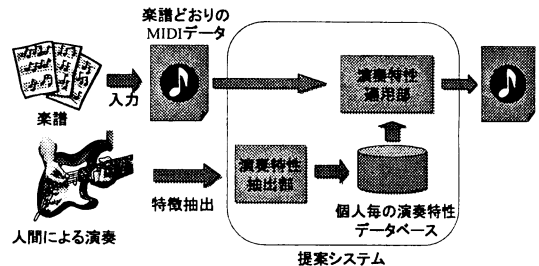 楽譜どおりの
MIDIデータ
入力
楽譜
演奏特性
適用部
演奏特性
抽出部
特徴抽出
個人毎の演奏特性
データベース
人間による演奏
提案システム